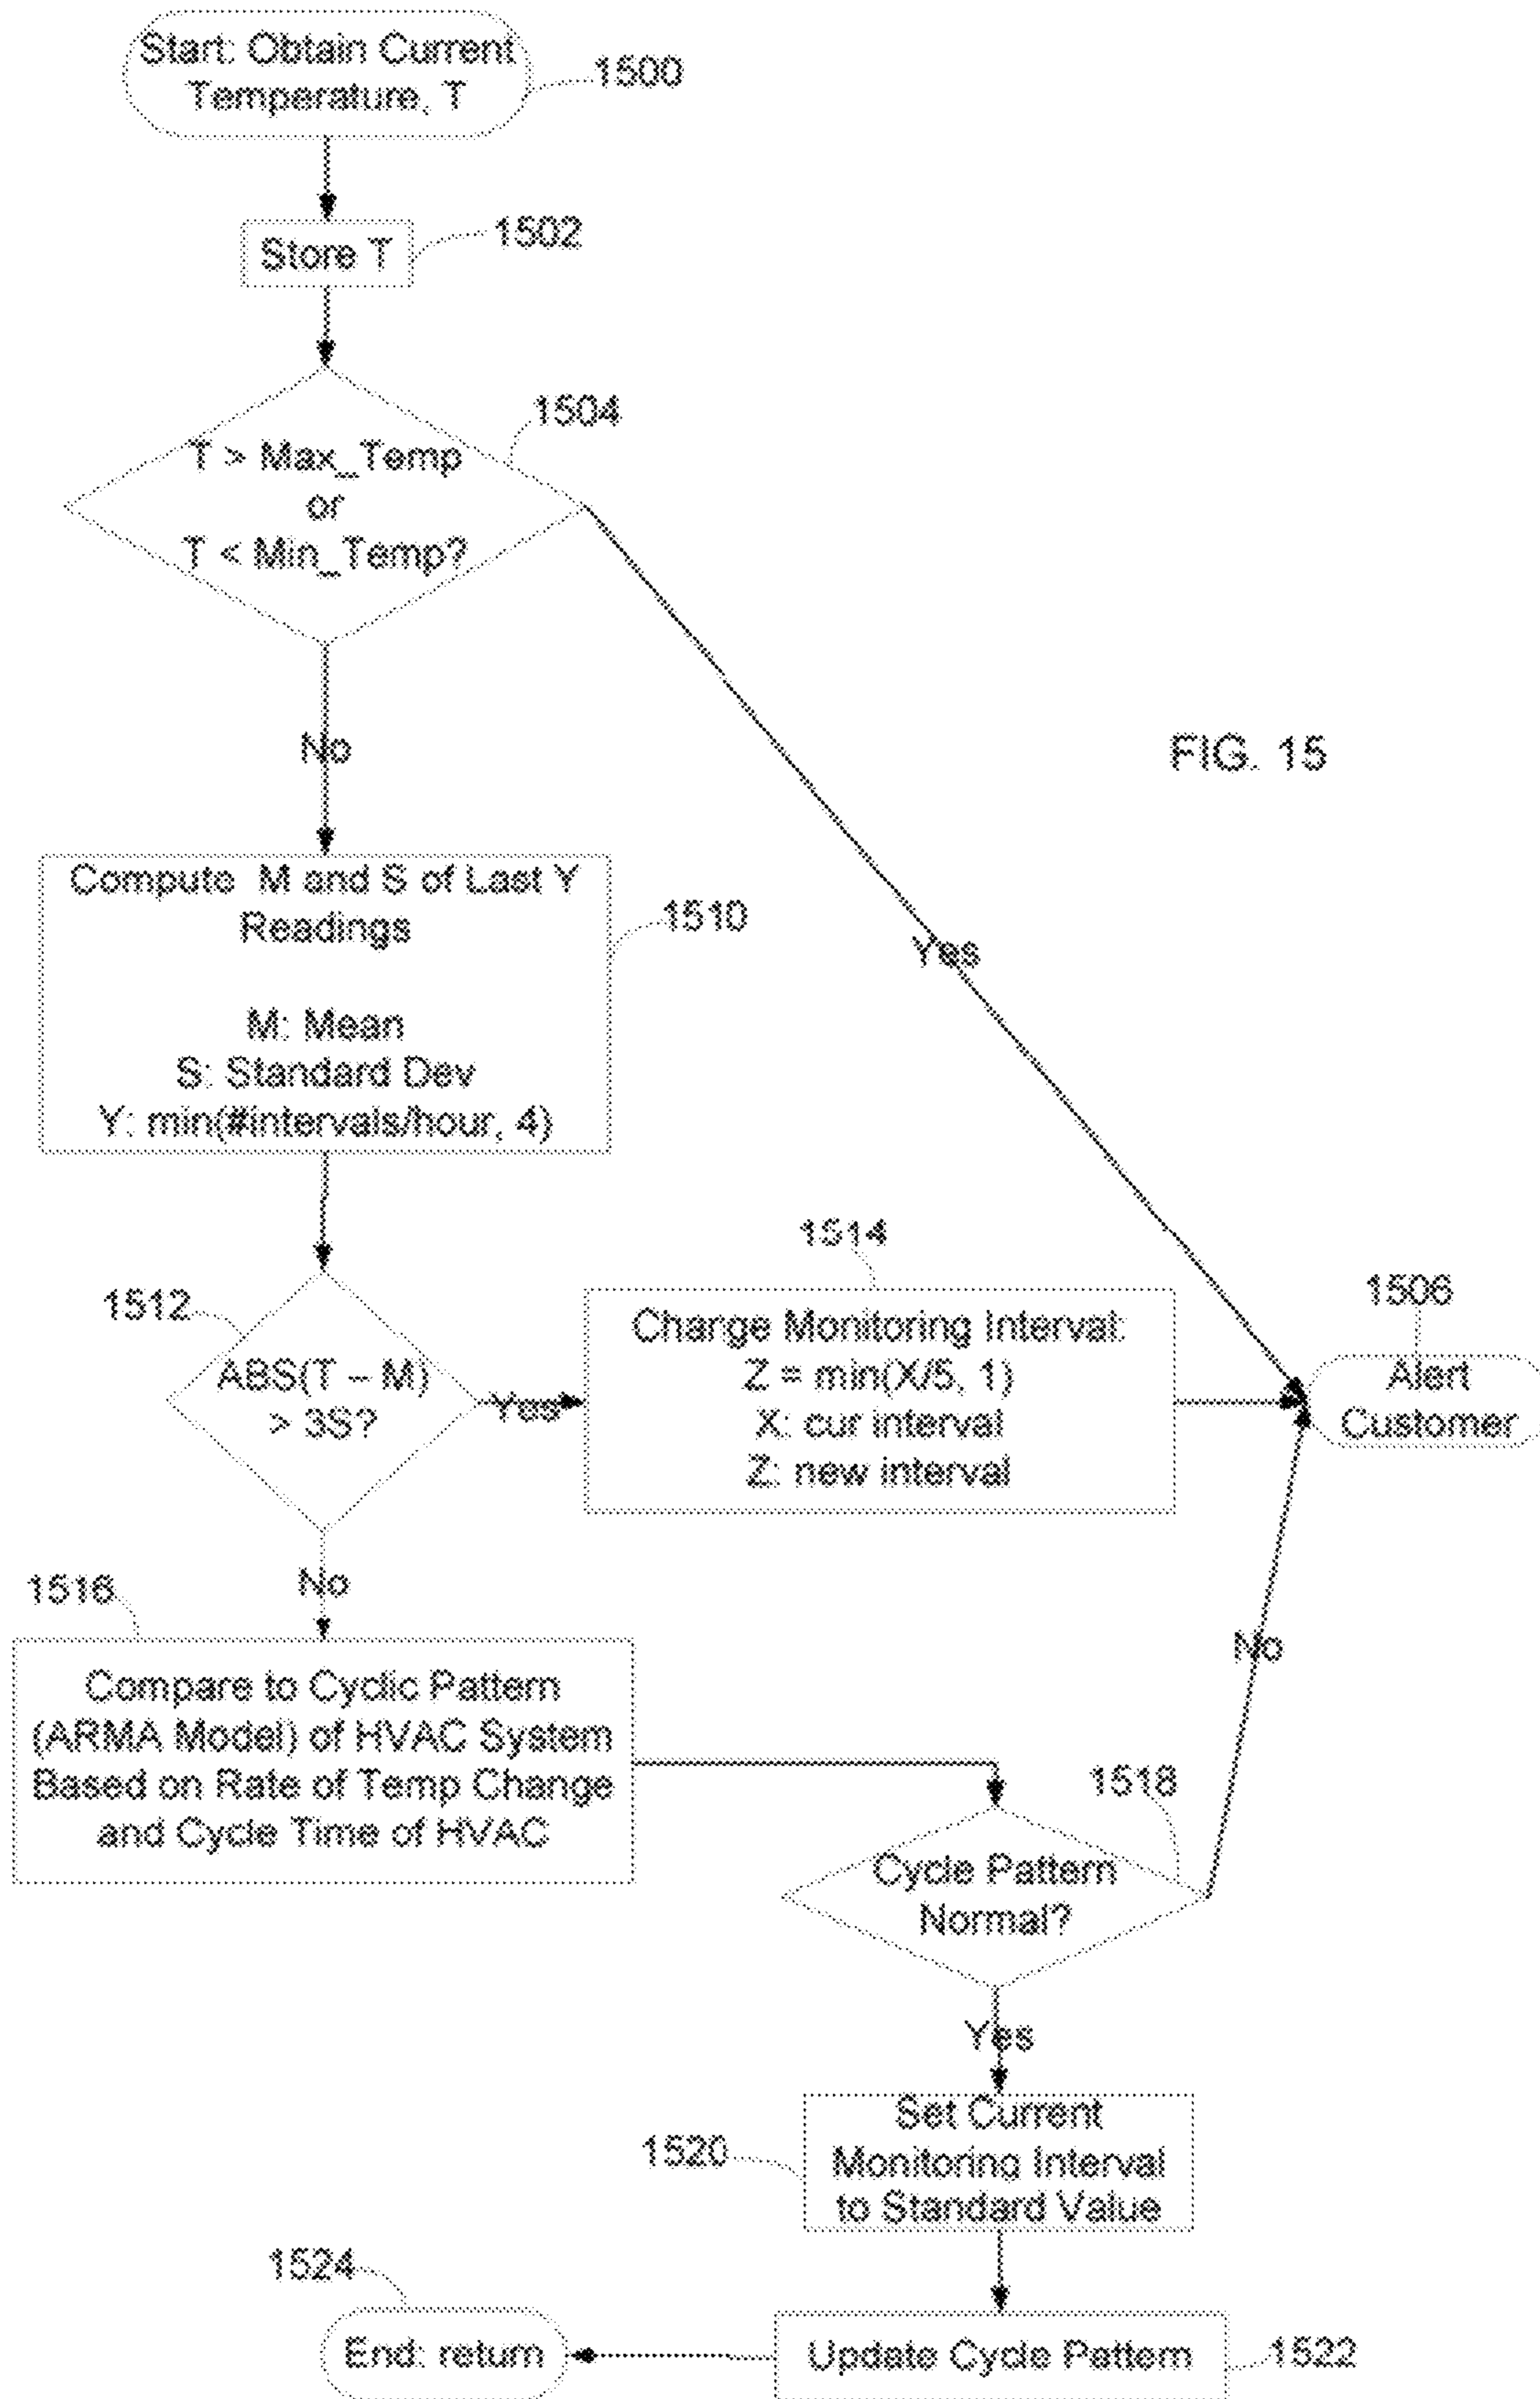 Start: Obtain Current
Temperature, T
1500
Store T
1502
1504
T > Max_Temp
or
T < Min_Temp?
No
Yes
FIG. 15
Compute M and S of Last Y
Readings
M: Mean
S: Standard Dev
Y: min(#intervals/hour, 4)
1510
1512
ABS(T – M)
> 3S?
Yes
No
1514
Change Monitoring Interval:
Z = min(X/5, 1)
X: cur interval
Z: new interval
1506
Alert
Customer
1516
Compare to Cyclic Pattern
(ARMA Model) of HVAC System
Based on Rate of Temp Change
and Cycle Time of HVAC
No
1518
Cycle Pattern
Normal?
Yes
1520
Set Current
Monitoring Interval
to Standard Value
1524
End: return
Update Cycle Pattern
1522